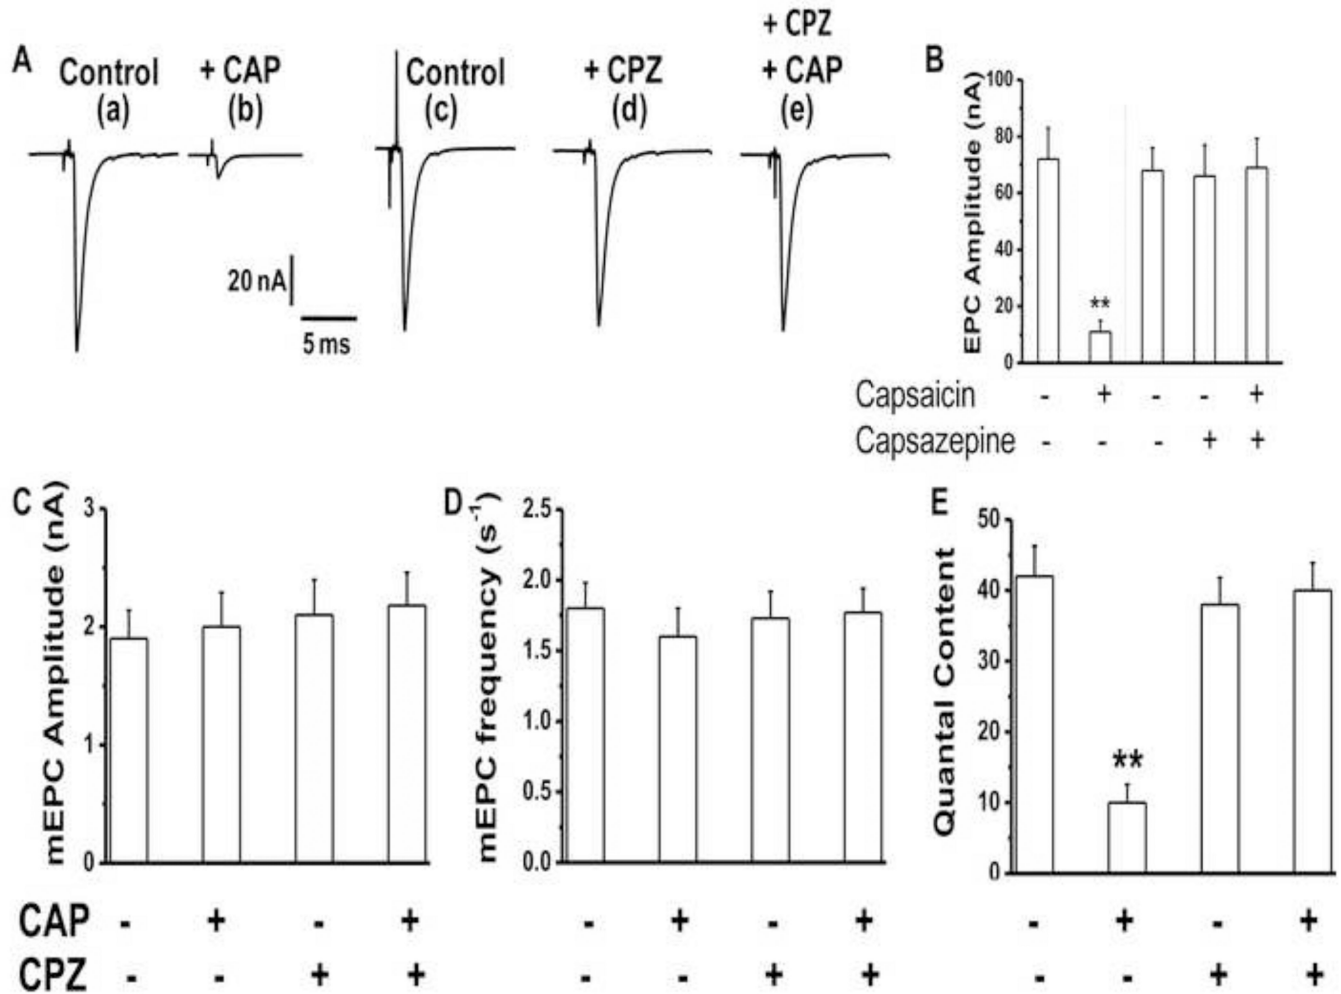 A
Control
(a)
+ CAP
(b)
Control
(c)
+ CPZ
(d)
+ CPZ
+ CAP
(e)
20 nA
5 ms
B
EPC Amplitude (nA)
100
80
60
40
20
0
**
Capsaicin - + - - +
Capsazepine - - - + +
C
mEPC Amplitude (nA)
3
2
1
0
D
mEPC frequency (s⁻¹)
2.5
2.0
1.5
1.0
0.5
0.0
E
Quantal Content
50
40
30
20
10
0
**
CAP - + - + - + - + - + - +
CPZ - - + + - - + + - - + +